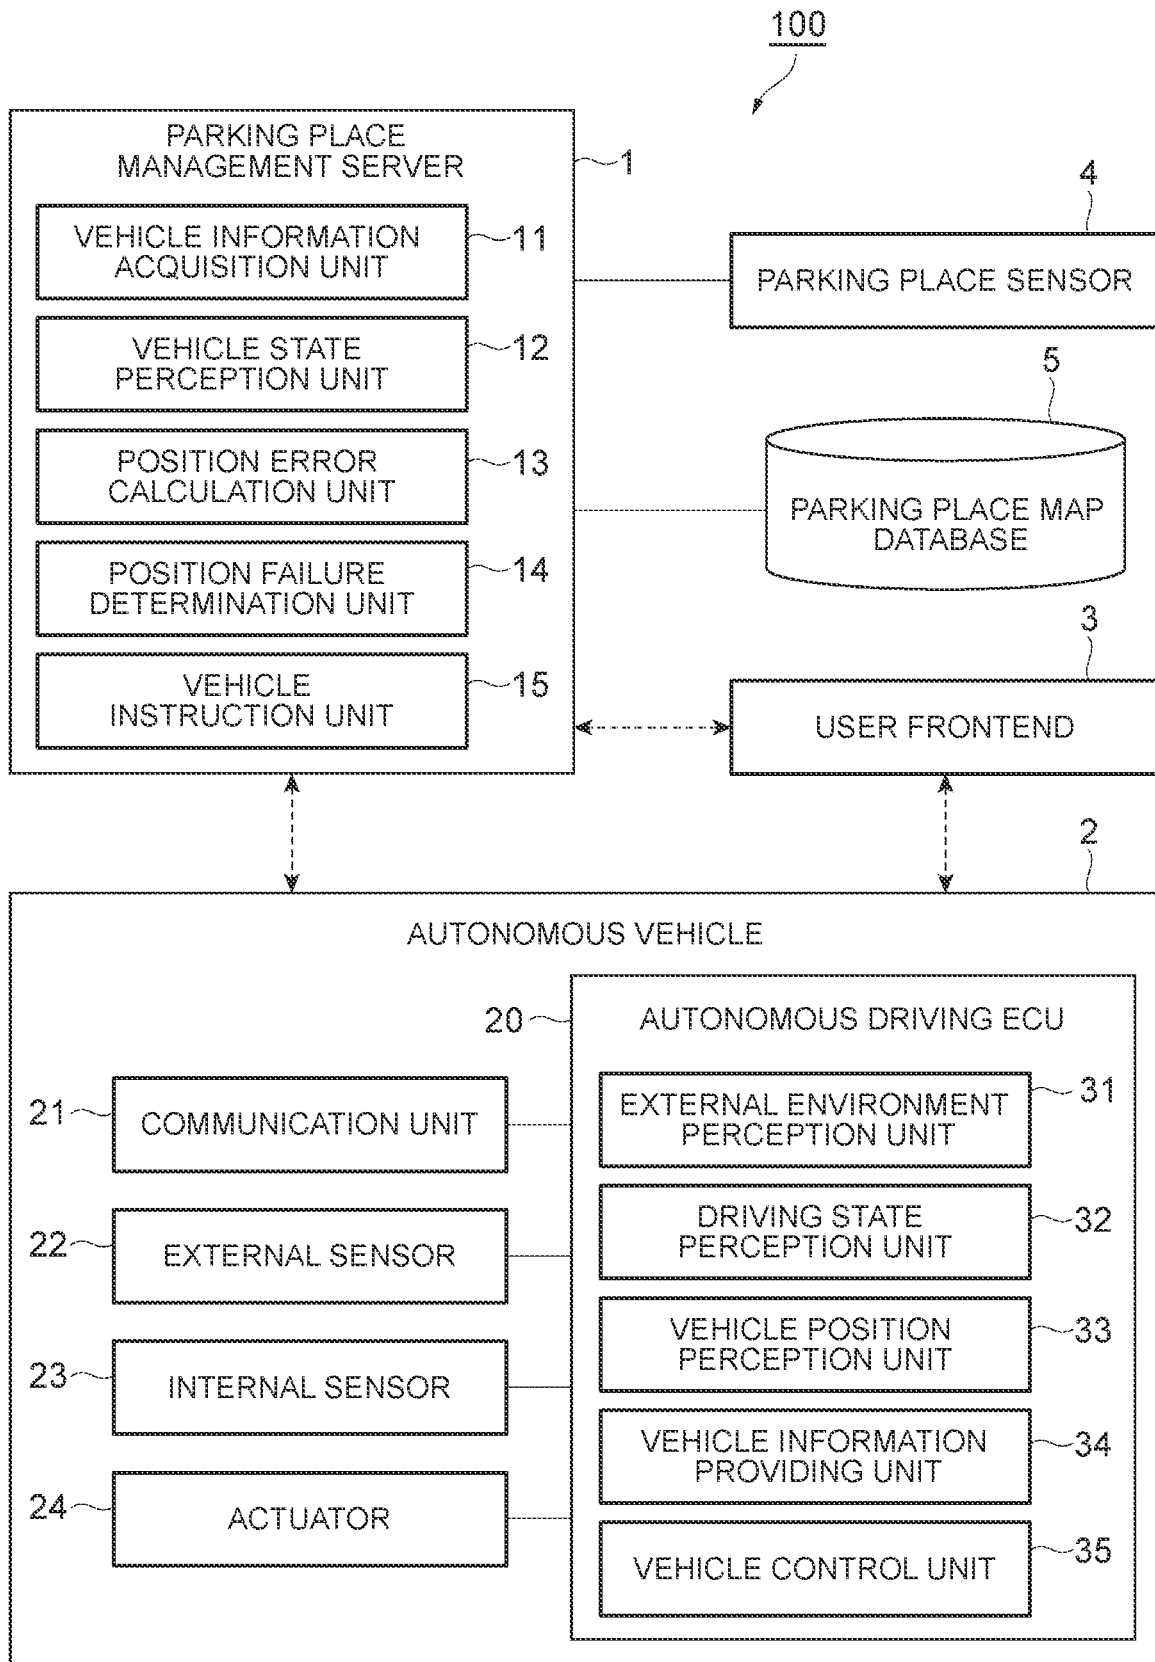 100
PARKING PLACE
MANAGEMENT SERVER
1
VEHICLE INFORMATION
ACQUISITION UNIT
11
VEHICLE STATE
PERCEPTION UNIT
12
POSITION ERROR
CALCULATION UNIT
13
POSITION FAILURE
DETERMINATION UNIT
14
VEHICLE
INSTRUCTION UNIT
15
4
PARKING PLACE SENSOR
5
PARKING PLACE MAP
DATABASE
3
USER FRONTEND
2
AUTONOMOUS VEHICLE
21
COMMUNICATION UNIT
22
EXTERNAL SENSOR
23
INTERNAL SENSOR
24
ACTUATOR
20
AUTONOMOUS DRIVING ECU
EXTERNAL ENVIRONMENT
PERCEPTION UNIT
31
DRIVING STATE
PERCEPTION UNIT
32
VEHICLE POSITION
PERCEPTION UNIT
33
VEHICLE INFORMATION
PROVIDING UNIT
34
VEHICLE CONTROL UNIT
35